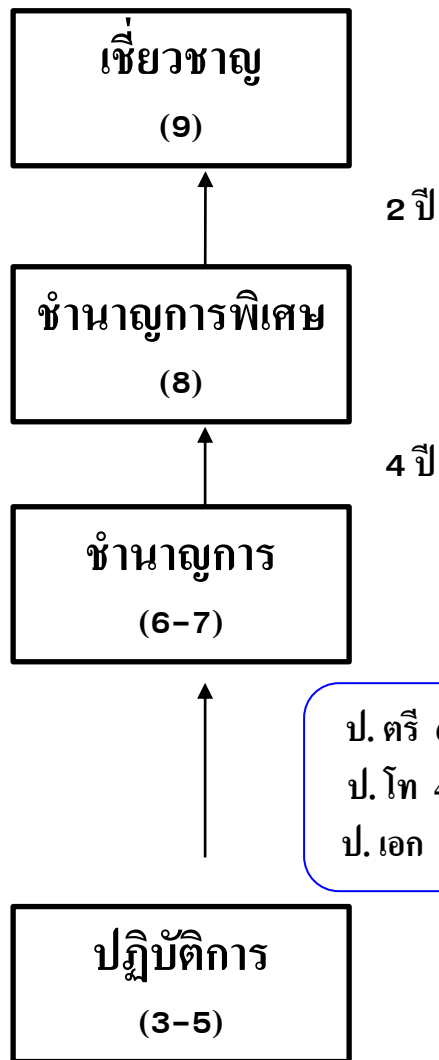 เชี่ยวชาญ
(9)
2 ปี
ชำนาญการพิเศษ
(8)
4 ปี
ชำนาญการ
(6-7)
ป. ตรี
ป. โท
ป. เอก
ปฏิบัติการ
(3-5)